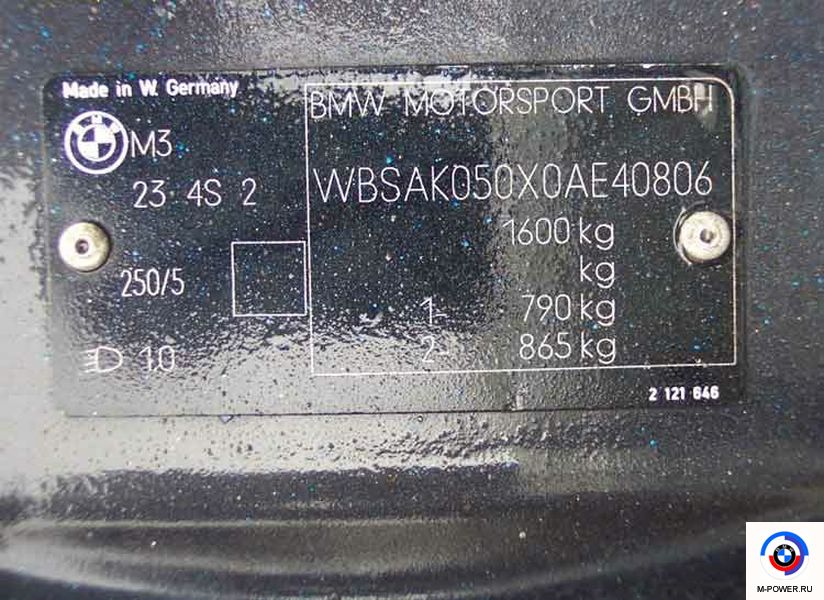 Made in W. Germany
BMW MOTORSPORT GMBH
BMW
M3
23 4S 2
WBSAK050X0AE40806
1600 kg
kg
250/5
1- 790 kg
2- 865 kg
1.0
2 121 646
M-POWER.RU